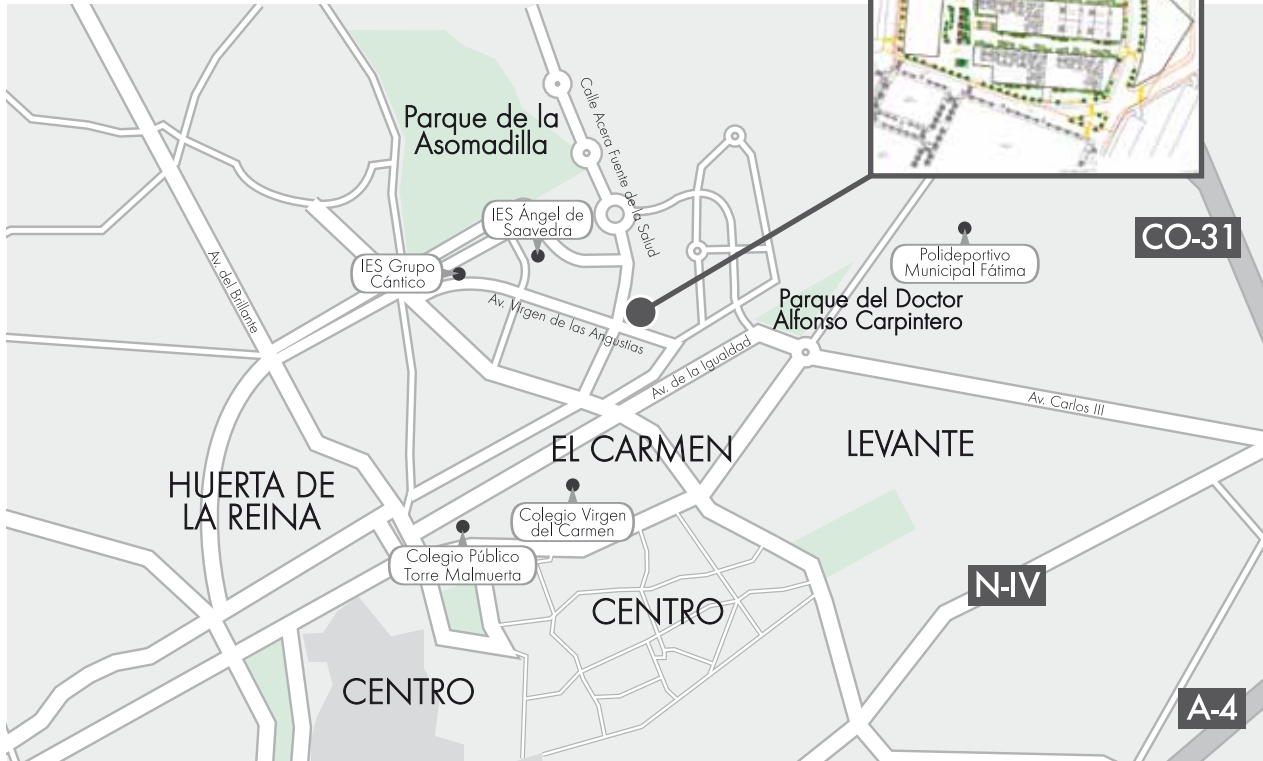 Calle Acera Fuente de la Salud
Parque de la
Asomadilla
IES Ángel de
Saavedra
IES Grupo
Cántico
Polideportivo
Municipal Fátima
CO-31
Av. del Brillante
Av. Virgen de las Angustias
Parque del Doctor
Alfonso Carpintero
Av. de la Igualdad
Av. Carlos III
EL CARMEN
LEVANTE
HUERTA DE
LA REINA
Colegio Virgen
del Carmen
Colegio Público
Torre Malmuerta
N-IV
CENTRO
CENTRO
A-4